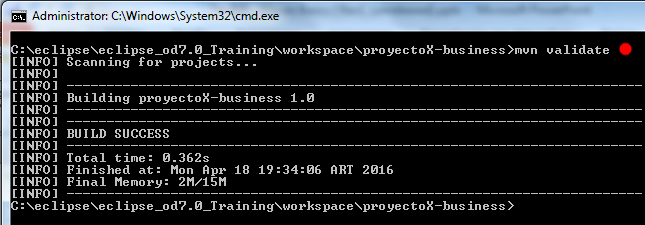 Administrator: C:\Windows\System32\cmd.exe
C:\eclipse\eclipse_od7.0_Training\workspace\proyectoX-business>mvn validate
[INFO] Scanning for projects...
[INFO]
[INFO] ------------------------------------------------------------------------
[INFO] Building proyectoX-business 1.0
[INFO] ------------------------------------------------------------------------
[INFO] ------------------------------------------------------------------------
[INFO] BUILD SUCCESS
[INFO] ------------------------------------------------------------------------
[INFO] Total time: 0.362s
[INFO] Finished at: Mon Apr 18 19:34:06 ART 2016
[INFO] Final Memory: 2M/15M
[INFO] ------------------------------------------------------------------------
C:\eclipse\eclipse_od7.0_Training\workspace\proyectoX-business>